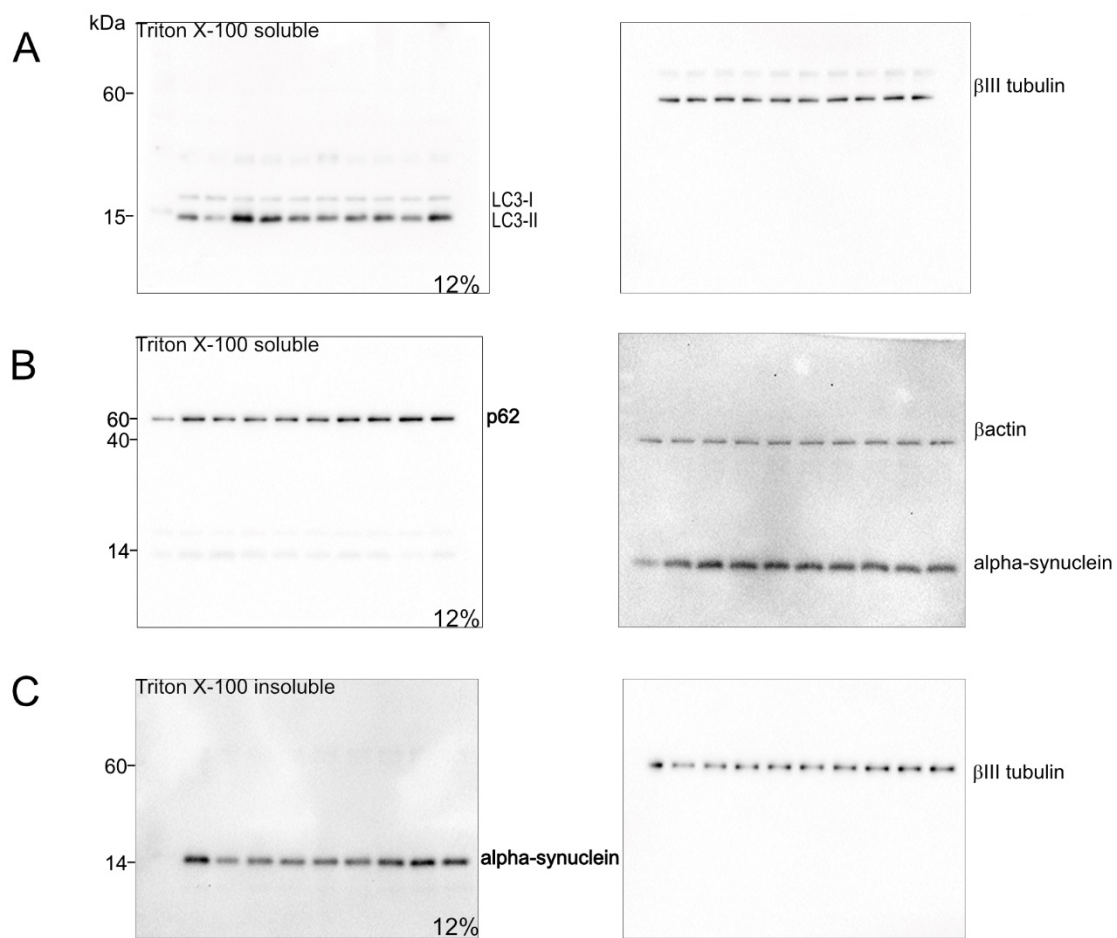 A
kDa
Triton X-100 soluble
60
15
LC3-I
LC3-II
12%
βIII tubulin
B
Triton X-100 soluble
60
40
14
p62
12%
βactin
alpha-synuclein
C
Triton X-100 insoluble
60
14
alpha-synuclein
12%
βIII tubulin